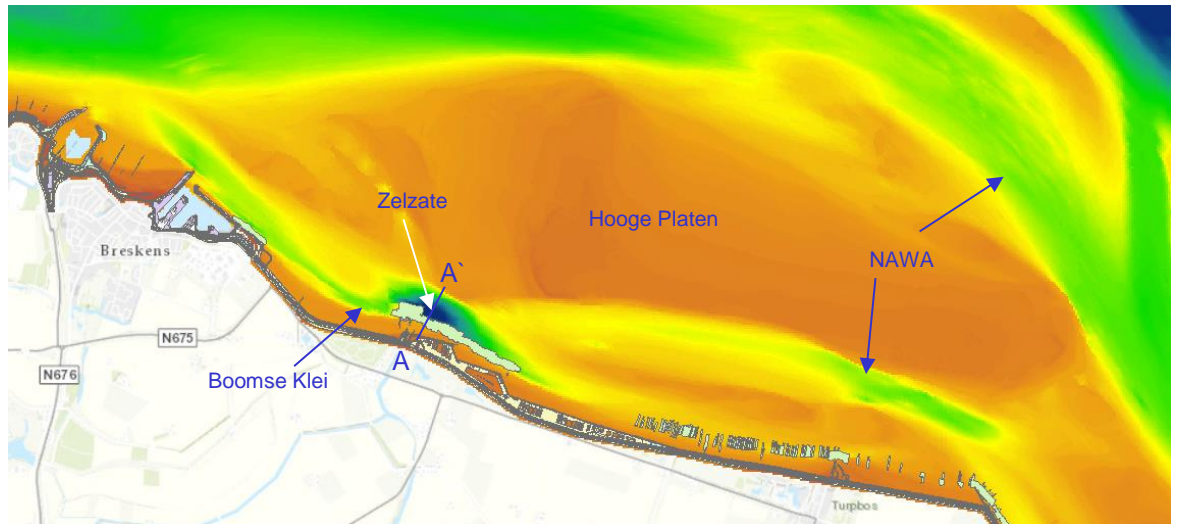 Zelzate
Hooge Platen
Breskens
NAWA
A`
N675
A
Boomse Klei
N676
Turpbos